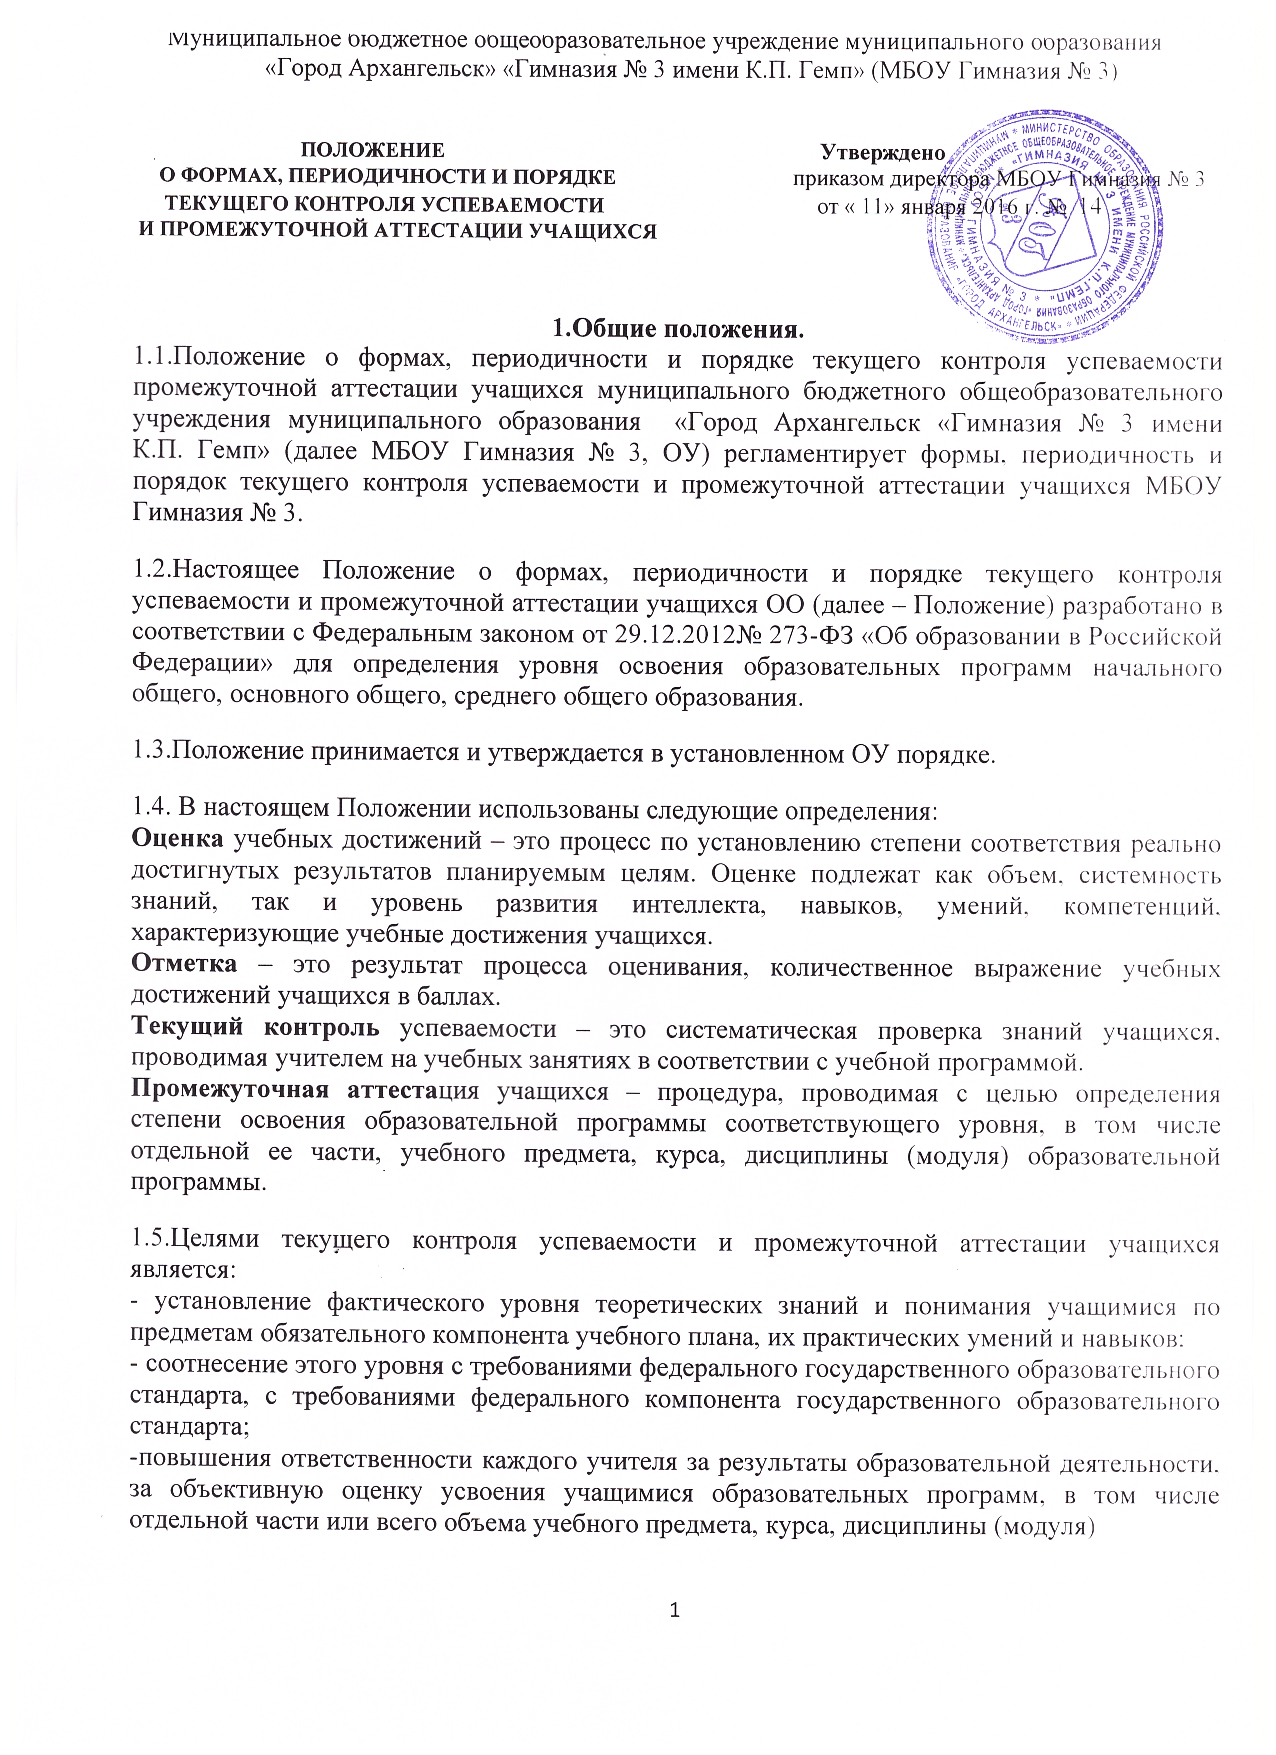 Муниципальное бюджетное общеобразовательное учреждение муниципального образования
«Город Архангельск» «Гимназия № 3 имени К.П. Гемп» (МБОУ Гимназия № 3)
ПОЛОЖЕНИЕ
О ФОРМАХ, ПЕРИОДИЧНОСТИ И ПОРЯДКЕ
ТЕКУЩЕГО КОНТРОЛЯ УСПЕВАЕМОСТИ
И ПРОМЕЖУТОЧНОЙ АТТЕСТАЦИИ УЧАЩИХСЯ
Утверждено
приказом директора МБОУ Гимназия № 3
от « 11» января 2016 г. № 14
1.Общие положения.
1.1.Положение о формах, периодичности и порядке текущего контроля успеваемости
промежуточной аттестации учащихся муниципального бюджетного общеобразовательного
учреждения муниципального образования «Город Архангельск «Гимназия № 3 имени
К.П. Гемп» (далее МБОУ Гимназия № 3, ОУ) регламентирует формы, периодичность и
порядок текущего контроля успеваемости и промежуточной аттестации учащихся МБОУ
Гимназия № 3.
1.2.Настоящее Положение о формах, периодичности и порядке текущего контроля
успеваемости и промежуточной аттестации учащихся ОО (далее – Положение) разработано в
соответствии с Федеральным законом от 29.12.2012№ 273-ФЗ «Об образовании в Российской
Федерации» для определения уровня освоения образовательных программ начального
общего, основного общего, среднего общего образования.
1.3.Положение принимается и утверждается в установленном ОУ порядке.
1.4. В настоящем Положении использованы следующие определения:
Оценка учебных достижений – это процесс по установлению степени соответствия реально
достигнутых результатов планируемым целям. Оценке подлежат как объем, системность
знаний, так и уровень развития интеллекта, навыков, умений, компетенций,
характеризующие учебные достижения учащихся.
Отметка – это результат процесса оценивания, количественное выражение учебных
достижений учащихся в баллах.
Текущий контроль успеваемости – это систематическая проверка знаний учащихся,
проводимая учителем на учебных занятиях в соответствии с учебной программой.
Промежуточная аттестация учащихся – процедура, проводимая с целью определения
степени освоения образовательной программы соответствующего уровня, в том числе
отдельной ее части, учебного предмета, курса, дисциплины (модуля) образовательной
программы.
1.5.Целями текущего контроля успеваемости и промежуточной аттестации учащихся
является:
- установление фактического уровня теоретических знаний и понимания учащимися по
предметам обязательного компонента учебного плана, их практических умений и навыков;
- соотнесение этого уровня с требованиями федерального государственного образовательного
стандарта, с требованиями федерального компонента государственного образовательного
стандарта;
-повышения ответственности каждого учителя за результаты образовательной деятельности,
за объективную оценку усвоения учащимися образовательных программ, в том числе
отдельной части или всего объема учебного предмета, курса, дисциплины (модуля)
1